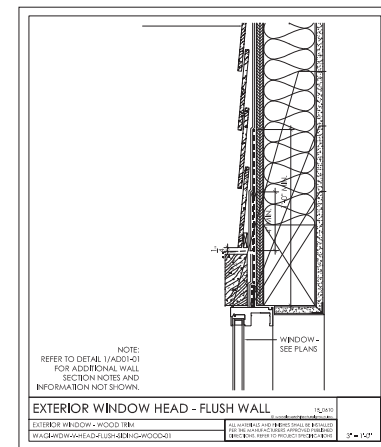 4" MIN.
NOTE:
REFER TO DETAIL 1/AD01-01
FOR ADDITIONAL WALL
SECTION NOTES AND
INFORMATION NOT SHOWN.
WINDOW -
SEE PLANS
EXTERIOR WINDOW HEAD - FLUSH WALL
EXTERIOR WINDOW - WOOD TRIM
WAGI-WDW-V-HEAD-FLUSH-SIDING-WOOD-01
ALL MATERIALS AND FINISHES SHALL BE INSTALLED
PER THE MANUFACTURERS APPROVED PUBLISHED
DIRECTIONS. REFER TO PROJECT SPECIFICATIONS
3" = 1'-0"